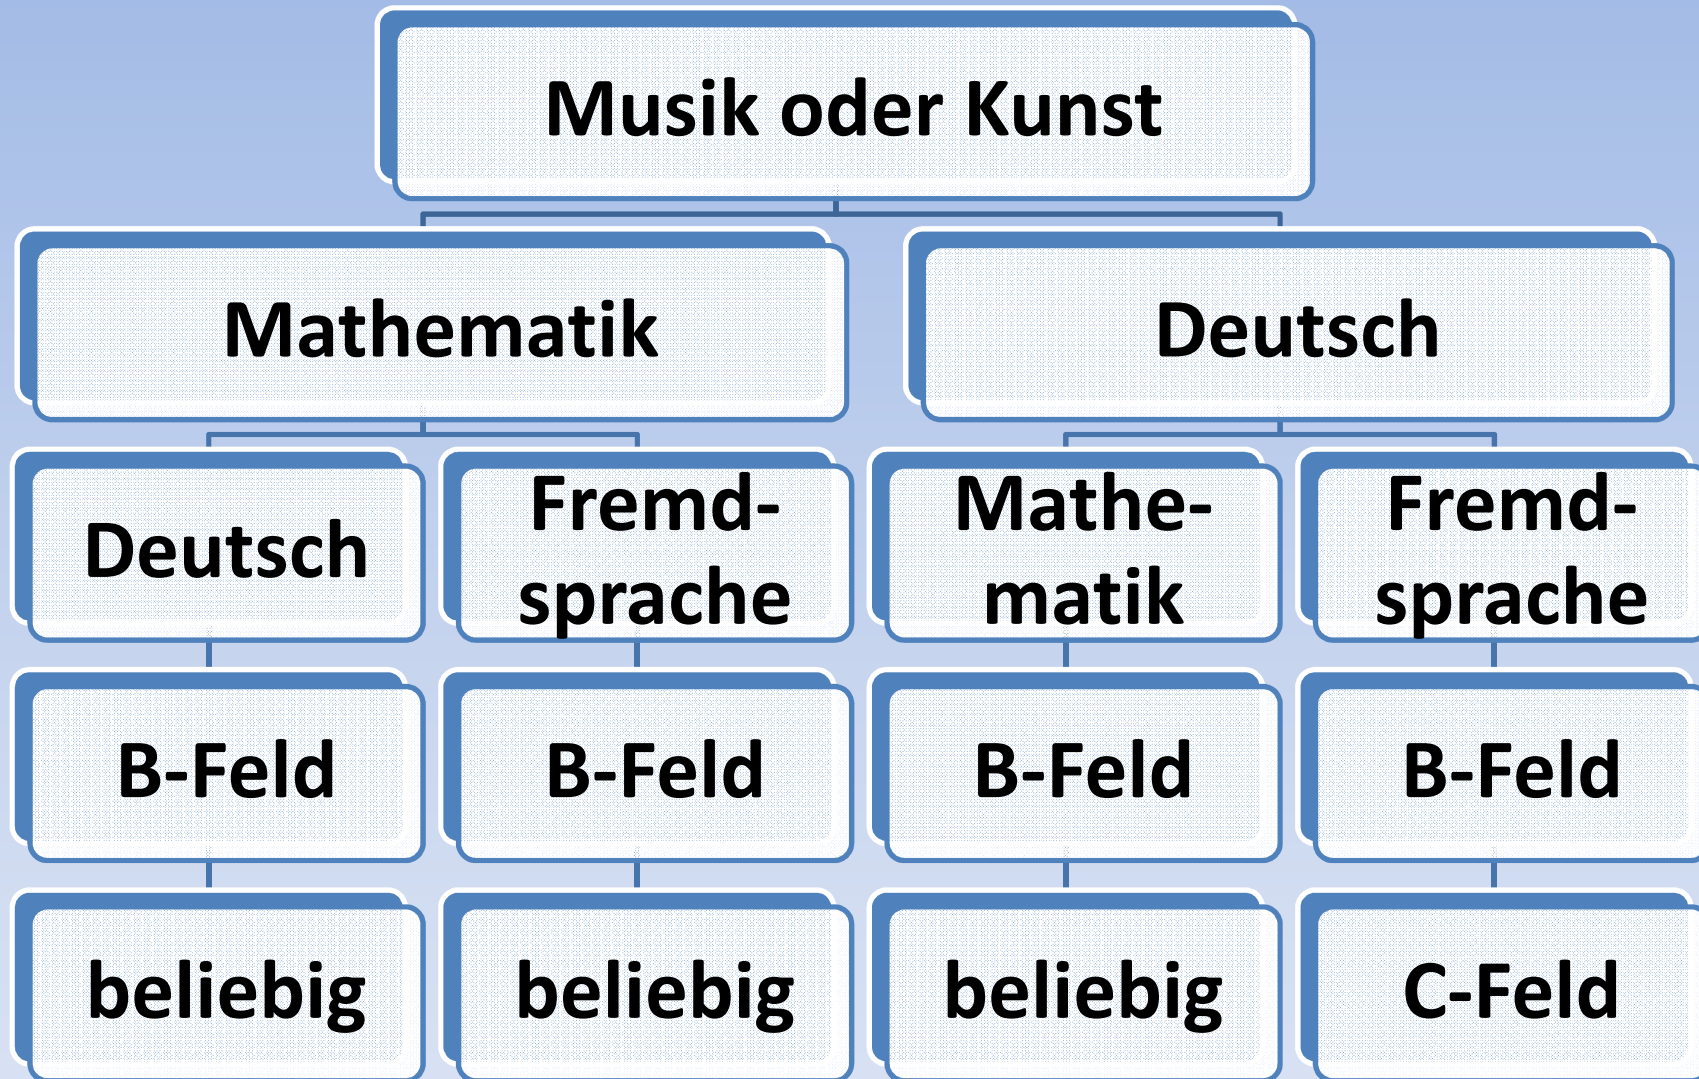 Musik oder Kunst
Mathematik
Deutsch
Deutsch
Fremd-
sprache
Mathe-
matik
Fremd-
sprache
B-Feld
B-Feld
B-Feld
B-Feld
beliebig
beliebig
beliebig
C-Feld